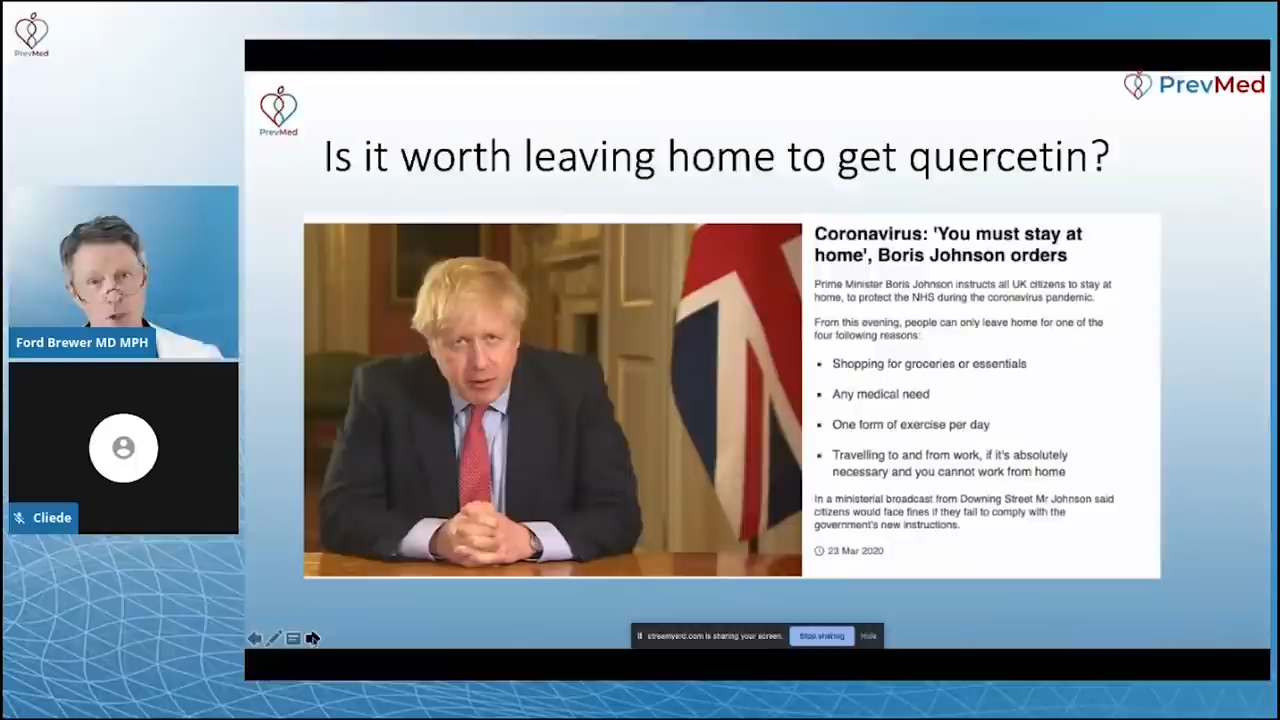 PrevMed
PrevMed
PrevMed
Is it worth leaving home to get quercetin?
Coronavirus: 'You must stay at
home', Boris Johnson orders
Prime Minister Boris Johnson instructs all UK citizens to stay at
home, to protect the NHS during the coronavirus pandemic.
From this evening, people can only leave home for one of the
four following reasons:
• Shopping for groceries or essentials
• Any medical need
• One form of exercise per day
• Travelling to and from work, if it's absolutely
necessary and you cannot work from home
In a ministerial broadcast from Downing Street Mr Johnson said
citizens would face fines if they fail to comply with the
government's new instructions.
23 Mar 2020
Ford Brewer MD MPH
Cliede
streamyard.com is sharing your screen.
Stop sharing
Hide